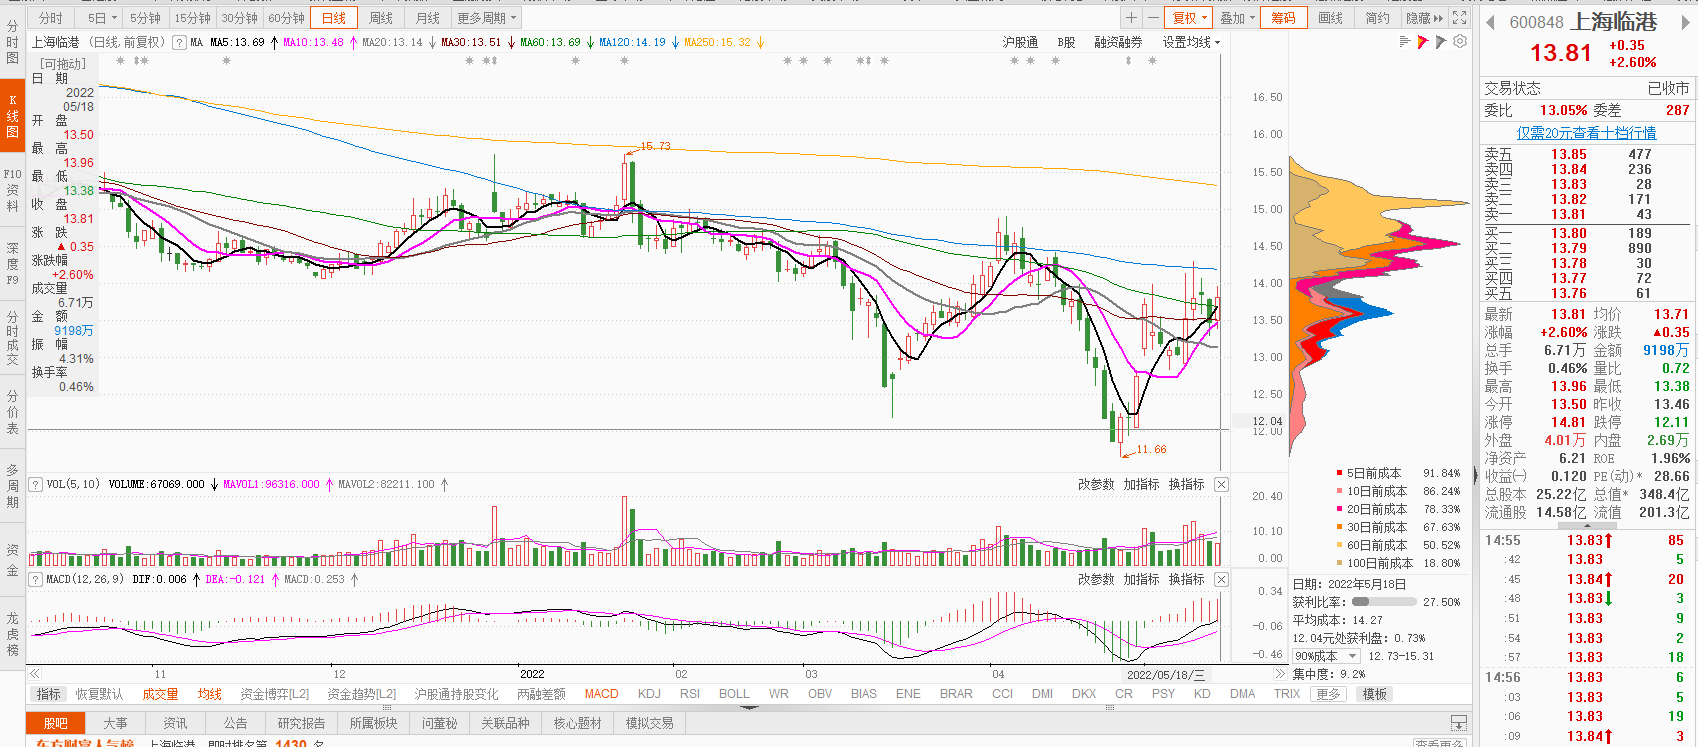 分时 5日 5分钟 15分钟 30分钟 60分钟 日线 周线 月线 更多周期 复权 叠加 筹码 画线 简约 隐藏
上海临港 (日线,前复权) ? MA MA5:13.69 MA10:13.48 MA20:13.14 MA30:13.51 MA60:13.69 MA120:14.19 MA250:15.32 沪股通 B股 融资融券 设置均线
分时图
K线图
F10资料
深度F9
分时成交
分价表
多周期
资金
龙虎榜
[可拖动]
日 期
2022
05/18
开 盘
13.50
最 高
13.96
最 低
13.38
收 盘
13.81
涨 跌
▲0.35
涨跌幅
+2.60%
成交量
6.71万
金 额
9198万
振 幅
4.31%
换手率
0.46%
15.73
11.66
16.50
16.00
15.50
15.00
14.50
14.00
13.50
13.00
12.50
12.04
12.00
? VOL(5,10) VOLUME:67069.000 MAVOL1:96316.000 MAVOL2:82211.100 改参数 加指标 换指标
20.40
10.10
0.00
? MACD(12,26,9) DIF:0.006 DEA:-0.121 MACD:0.253 改参数 加指标 换指标
0.34
-0.06
-0.46
11 12 2022 02 03 04 2022/05/18/三
指标 恢复默认 成交量 均线 资金博弈[L2] 资金趋势[L2] 沪股通持股变化 两融差额 MACD KDJ RSI BOLL WR OBV BIAS ENE BRAR CCI DMI DKX CR PSY KD DMA TRIX 更多 模板
股吧 大事 资讯 公告 研究报告 所属板块 问董秘 关联品种 核心题材 模拟交易
东方财富人气榜 上海临港 即时排名第 1430 名 查看更多
5日前成本 91.84%
10日前成本 86.24%
20日前成本 78.33%
30日前成本 67.63%
60日前成本 50.52%
100日前成本 18.80%
日期: 2022年5月18日
获利比率: 27.50%
平均成本: 14.27
12.04元处获利盘: 0.73%
90%成本 12.73-15.31
集中度: 9.2%
600848 上海临港
13.81 +0.35
+2.60%
交易状态 已收市
委比 13.05% 委差 287
仅需20元查看十档行情
卖五 13.85 477
卖四 13.84 236
卖三 13.83 28
卖二 13.82 171
卖一 13.81 43
买一 13.80 189
买二 13.79 890
买三 13.78 30
买四 13.77 72
买五 13.76 61
最新 13.81 均价 13.71
涨幅 +2.60% 涨跌 ▲0.35
总手 6.71万 金额 9198万
换手 0.46% 量比 0.72
最高 13.96 最低 13.38
今开 13.50 昨收 13.46
涨停 14.81 跌停 12.11
外盘 4.01万 内盘 2.69万
净资产 6.21 ROE 1.96%
收益㈠ 0.120 PE(动)* 28.66
总股本 25.22亿 总值* 348.4亿
流通股 14.58亿 流值 201.3亿
14:55 13.83 85
:42 13.83 5
:45 13.84 20
:48 13.83 3
:51 13.83 9
:54 13.83 2
:57 13.83 18
14:56 13.83 6
:03 13.83 5
:06 13.83 19
:09 13.84 3